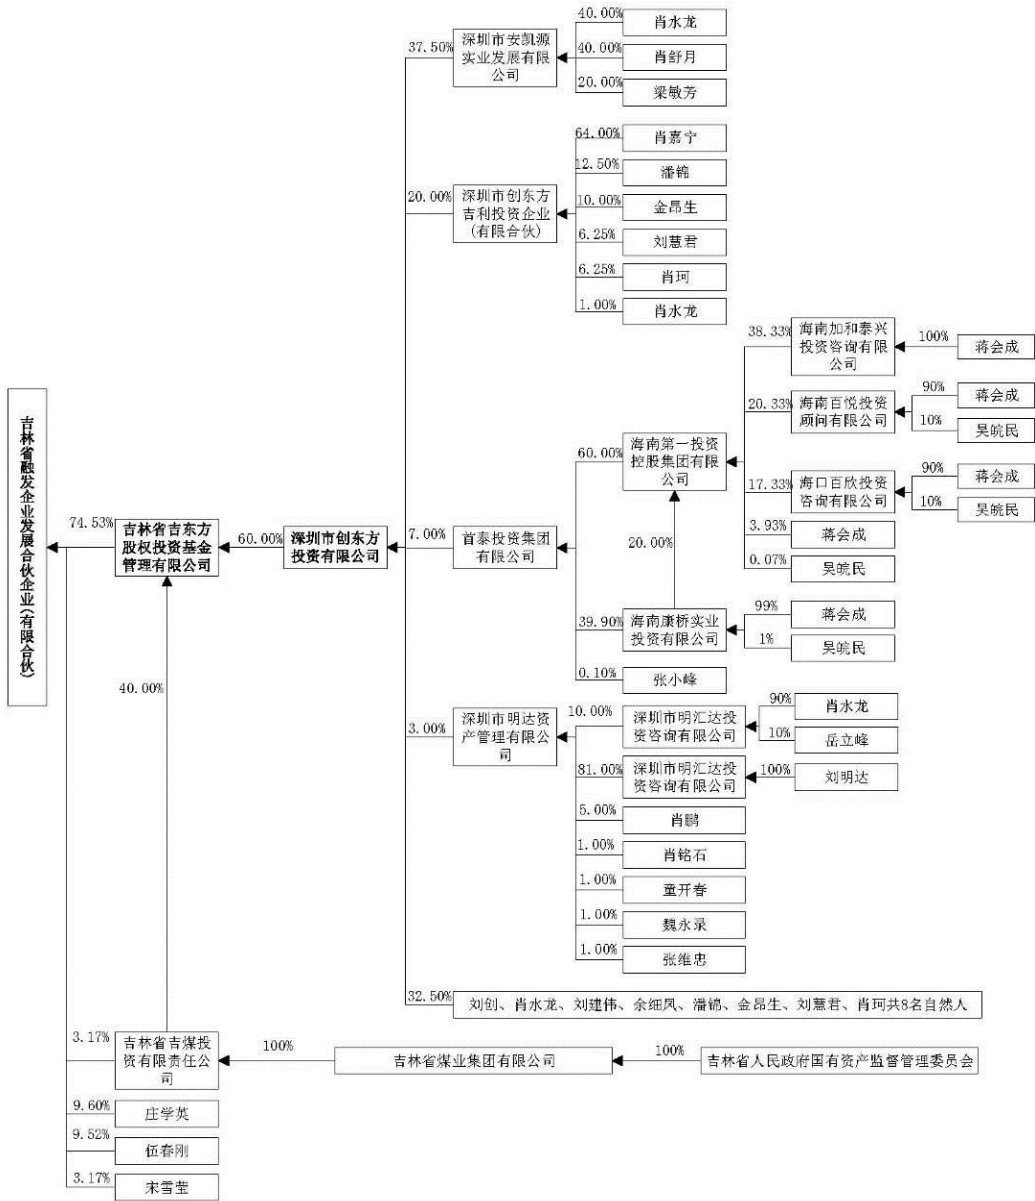 40.00%
肖水龙
37.50%
深圳市安凯源
实业发展有限
公司
40.00%
肖舒月
20.00%
梁敏芳
64.00%
肖嘉宁
12.50%
潘锦
20.00%
深圳市创东方
吉利投资企业
(有限合伙)
10.00%
金昂生
6.25%
刘慧君
6.25%
肖珂
1.00%
肖水龙
38.33%
海南加和泰兴
投资咨询有限
公司
100%
蒋会成
20.33%
海南百悦投资
顾问有限公司
90%
蒋会成
10%
吴皖民
60.00%
海南第一投资
控股集团有限
公司
17.33%
海口百欣投资
咨询有限公司
90%
蒋会成
10%
吴皖民
3.93%
蒋会成
0.07%
吴皖民
吉林省融发企业发展合伙企业(有限合伙)
74.53%
吉林省吉东方
股权投资基金
管理有限公司
60.00%
深圳市创东方
投资有限公司
7.00%
首泰投资集团
有限公司
20.00%
39.90%
海南康桥实业
投资有限公司
99%
蒋会成
1%
吴皖民
0.10%
张小峰
40.00%
3.00%
深圳市明达资
产管理有限公
司
10.00%
深圳市明汇达投
资咨询有限公司
90%
肖水龙
10%
岳立峰
81.00%
深圳市明汇达投
资咨询有限公司
100%
刘明达
5.00%
肖鹏
1.00%
肖铭石
1.00%
童开春
1.00%
魏永录
1.00%
张维忠
32.50%
刘创、肖水龙、刘建伟、余细凤、潘锦、金昂生、刘慧君、肖珂共8名自然人
3.17%
吉林省吉煤投
资有限责任公
司
100%
吉林省煤业集团有限公司
100%
吉林省人民政府国有资产监督管理委员会
9.60%
庄学英
9.52%
伍春刚
3.17%
宋雪莹